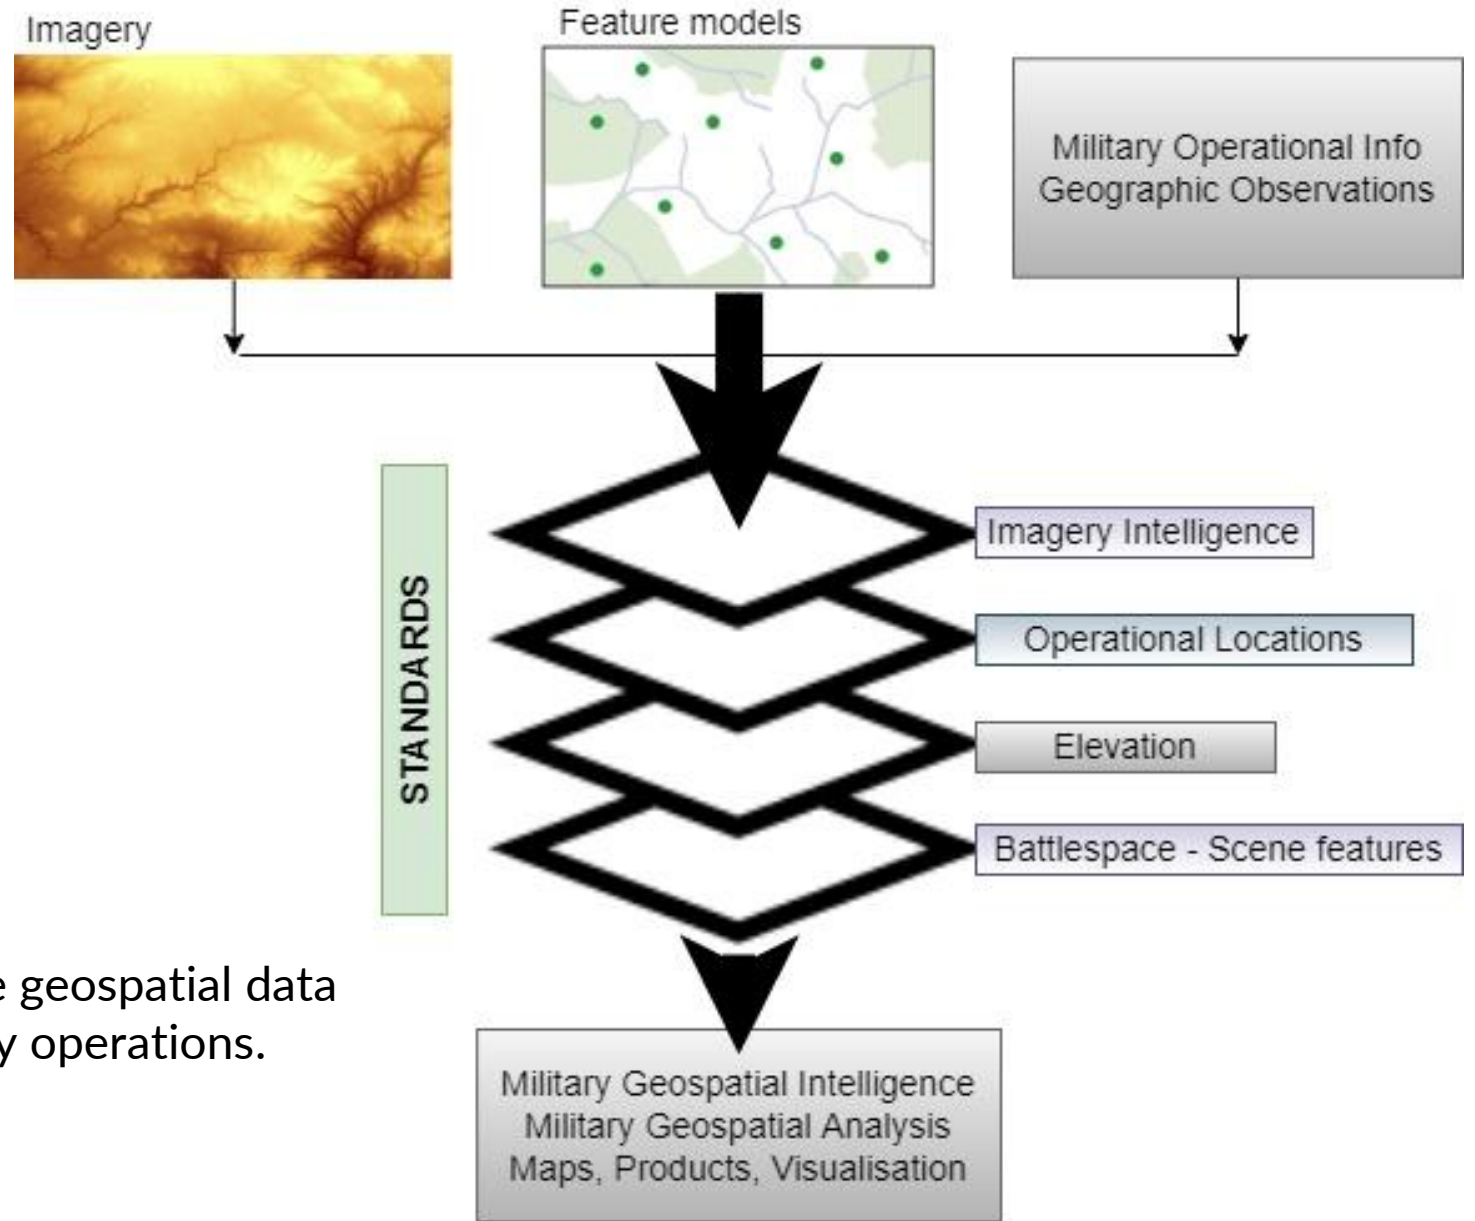 Imagery
Feature models
Military Operational Info
Geographic Observations
STANDARDS
Imagery Intelligence
Operational Locations
Elevation
Battlespace - Scene features
geospatial data
operations.
Military Geospatial Intelligence
Military Geospatial Analysis
Maps, Products, Visualisation